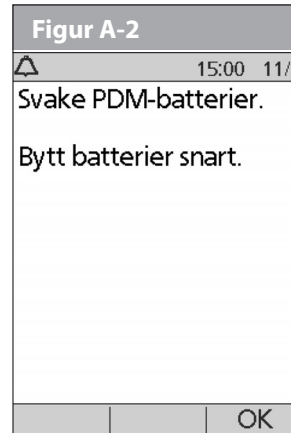 Figur A-2
15:00 11/
Svake PDM-batterier.
Bytt batterier snart.
OK